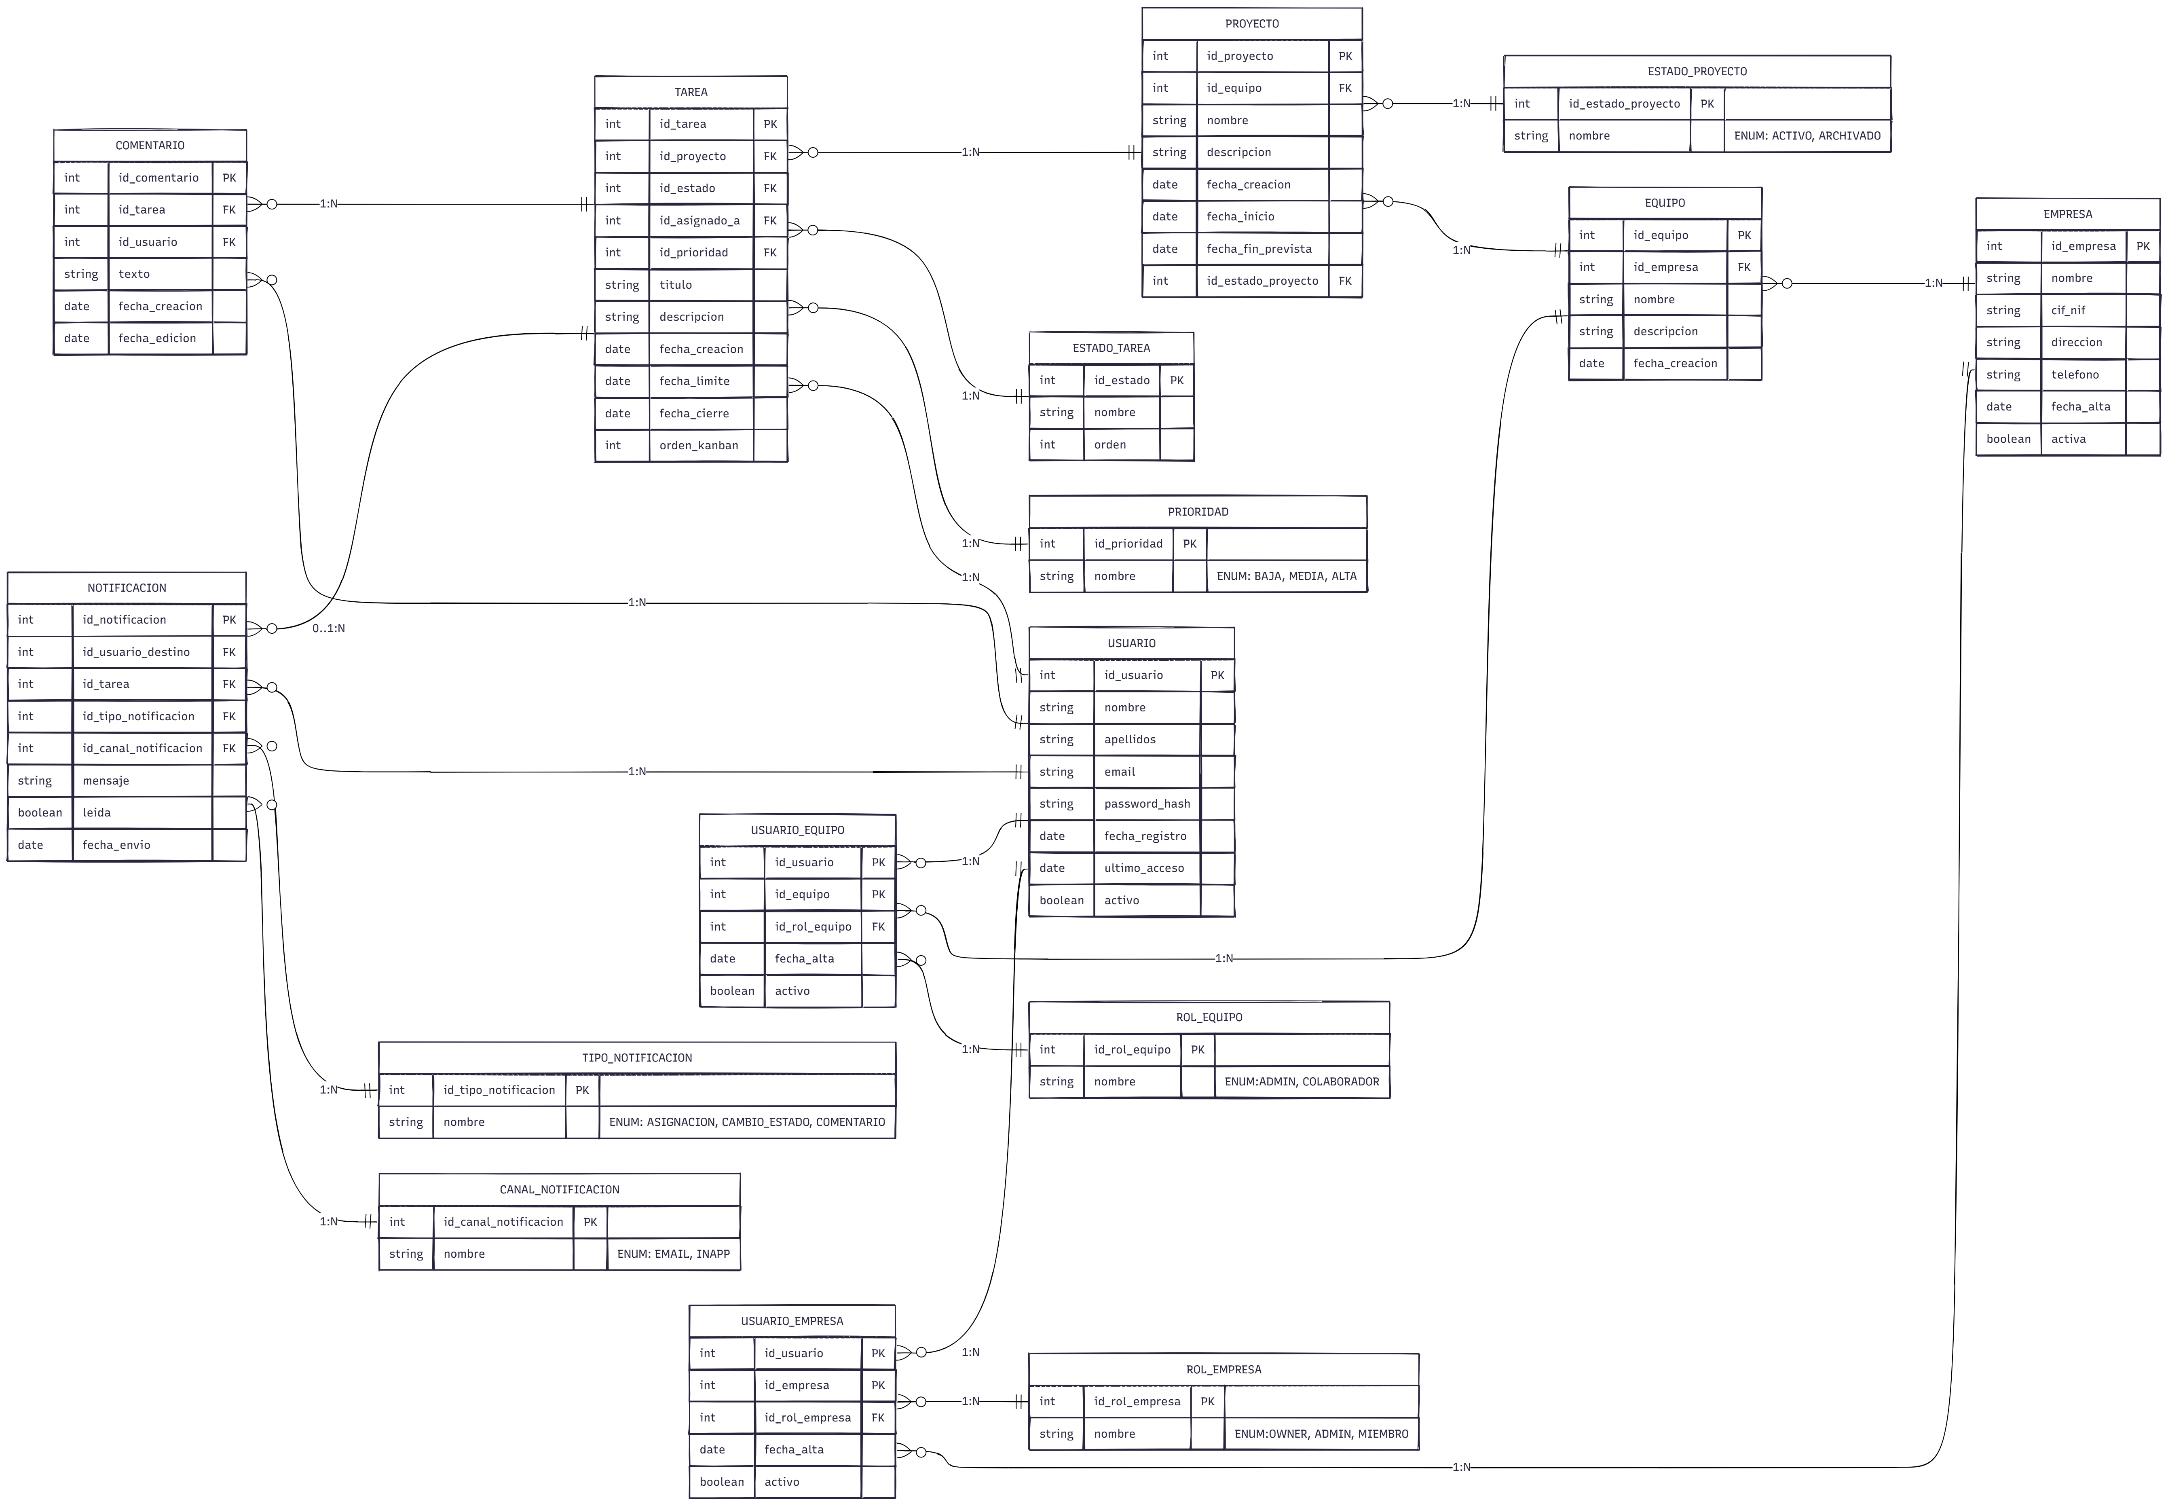 PROYECTO
int id_proyecto PK
int id_equipo FK
string nombre
string descripcion
date fecha_creacion
date fecha_inicio
date fecha_fin_prevista
int id_estado_proyecto FK
ESTADO_PROYECTO
int id_estado_proyecto PK
string nombre ENUM: ACTIVO, ARCHIVADO
1:N
TAREA
int id_tarea PK
int id_proyecto FK
int id_estado FK
int id_asignado_a FK
int id_prioridad FK
string titulo
string descripcion
date fecha_creacion
date fecha_limite
date fecha_cierre
int orden_kanban
1:N
COMENTARIO
int id_comentario PK
int id_tarea FK
int id_usuario FK
string texto
date fecha_creacion
date fecha_edicion
1:N
EQUIPO
int id_equipo PK
int id_empresa FK
string nombre
string descripcion
date fecha_creacion
1:N
EMPRESA
int id_empresa PK
string nombre
string cif_nif
string direccion
string telefono
date fecha_alta
boolean activa
1:N
ESTADO_TAREA
int id_estado PK
string nombre
int orden
1:N
PRIORIDAD
int id_prioridad PK
string nombre ENUM: BAJA, MEDIA, ALTA
1:N
1:N
NOTIFICACION
int id_notificacion PK
int id_usuario_destino FK
int id_tarea FK
int id_tipo_notificacion FK
int id_canal_notificacion FK
string mensaje
boolean leida
date fecha_envio
1:N
0..1:N
USUARIO
int id_usuario PK
string nombre
string apellidos
string email
string password_hash
date fecha_registro
date ultimo_acceso
boolean activo
1:N
USUARIO_EQUIPO
int id_usuario PK
int id_equipo PK
int id_rol_equipo FK
date fecha_alta
boolean activo
1:N
1:N
ROL_EQUIPO
int id_rol_equipo PK
string nombre ENUM:ADMIN, COLABORADOR
1:N
TIPO_NOTIFICACION
int id_tipo_notificacion PK
string nombre ENUM: ASIGNACION, CAMBIO_ESTADO, COMENTARIO
1:N
CANAL_NOTIFICACION
int id_canal_notificacion PK
string nombre ENUM: EMAIL, INAPP
1:N
USUARIO_EMPRESA
int id_usuario PK
int id_empresa PK
int id_rol_empresa FK
date fecha_alta
boolean activo
1:N
ROL_EMPRESA
int id_rol_empresa PK
string nombre ENUM:OWNER, ADMIN, MIEMBRO
1:N
1:N